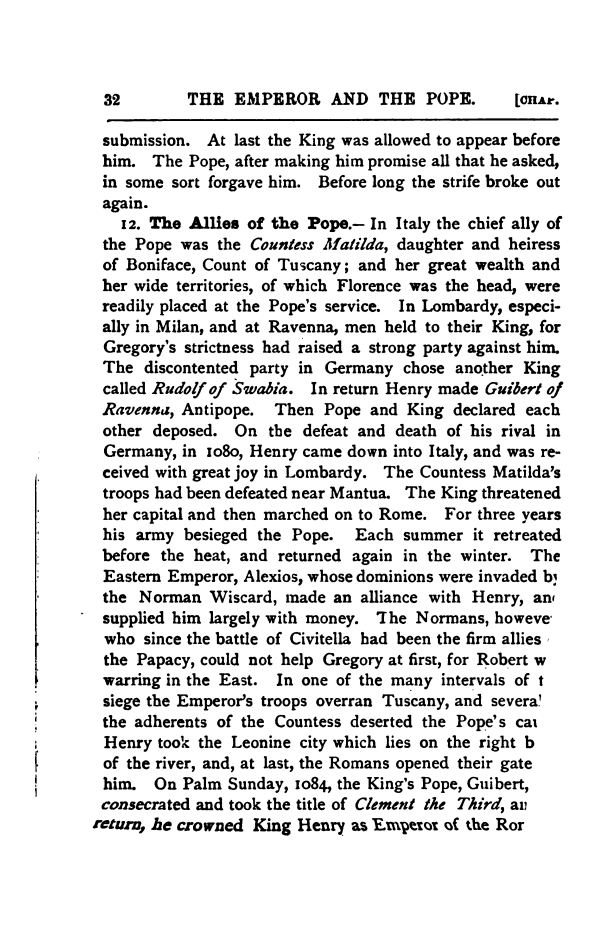 32 THE EMPEROR AND THE POPE. [CHAP.
submission. At last the King was allowed to appear before
him. The Pope, after making him promise all that he asked,
in some sort forgave him. Before long the strife broke out
again.
12. The Allies of the Pope.— In Italy the chief ally of
the Pope was the Countess Matilda, daughter and heiress
of Boniface, Count of Tuscany; and her great wealth and
her wide territories, of which Florence was the head, were
readily placed at the Pope's service. In Lombardy, especi-
ally in Milan, and at Ravenna, men held to their King, for
Gregory's strictness had raised a strong party against him.
The discontented party in Germany chose another King
called Rudolf of Swabia. In return Henry made Guibert of
Ravenna, Antipope. Then Pope and King declared each
other deposed. On the defeat and death of his rival in
Germany, in 1080, Henry came down into Italy, and was re-
ceived with great joy in Lombardy. The Countess Matilda's
troops had been defeated near Mantua. The King threatened
her capital and then marched on to Rome. For three years
his army besieged the Pope. Each summer it retreated
before the heat, and returned again in the winter. The
Eastern Emperor, Alexios, whose dominions were invaded by
the Norman Wiscard, made an alliance with Henry, an
supplied him largely with money. The Normans, howeve
who since the battle of Civitella had been the firm allies
the Papacy, could not help Gregory at first, for Robert w
warring in the East. In one of the many intervals of t
siege the Emperor's troops overran Tuscany, and several
the adherents of the Countess deserted the Pope's cau
Henry took the Leonine city which lies on the right b
of the river, and, at last, the Romans opened their gate
him. On Palm Sunday, 1084, the King's Pope, Guibert,
consecrated and took the title of Clement the Third, an
return, he crowned King Henry as Emperor of the Ror